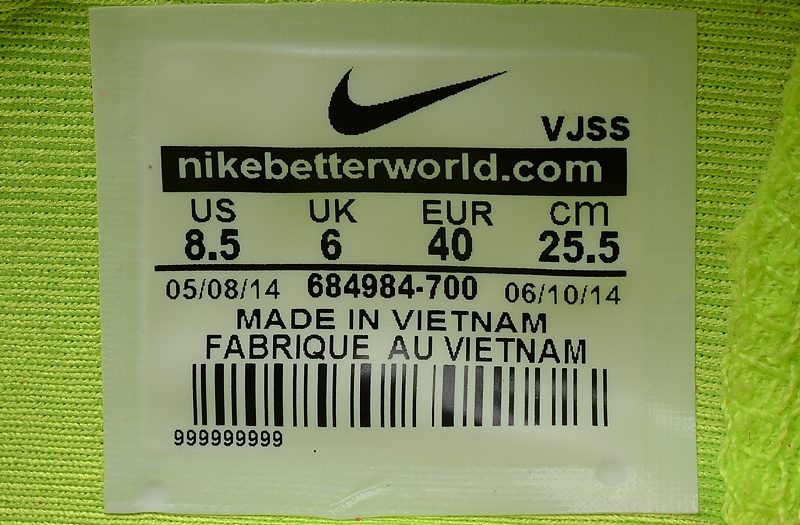 VJSS
nikebetterworld.com
US UK EUR cm
8.5 6 40 25.5
05/08/14 684984-700 06/10/14
MADE IN VIETNAM
FABRIQUE AU VIETNAM
999999999